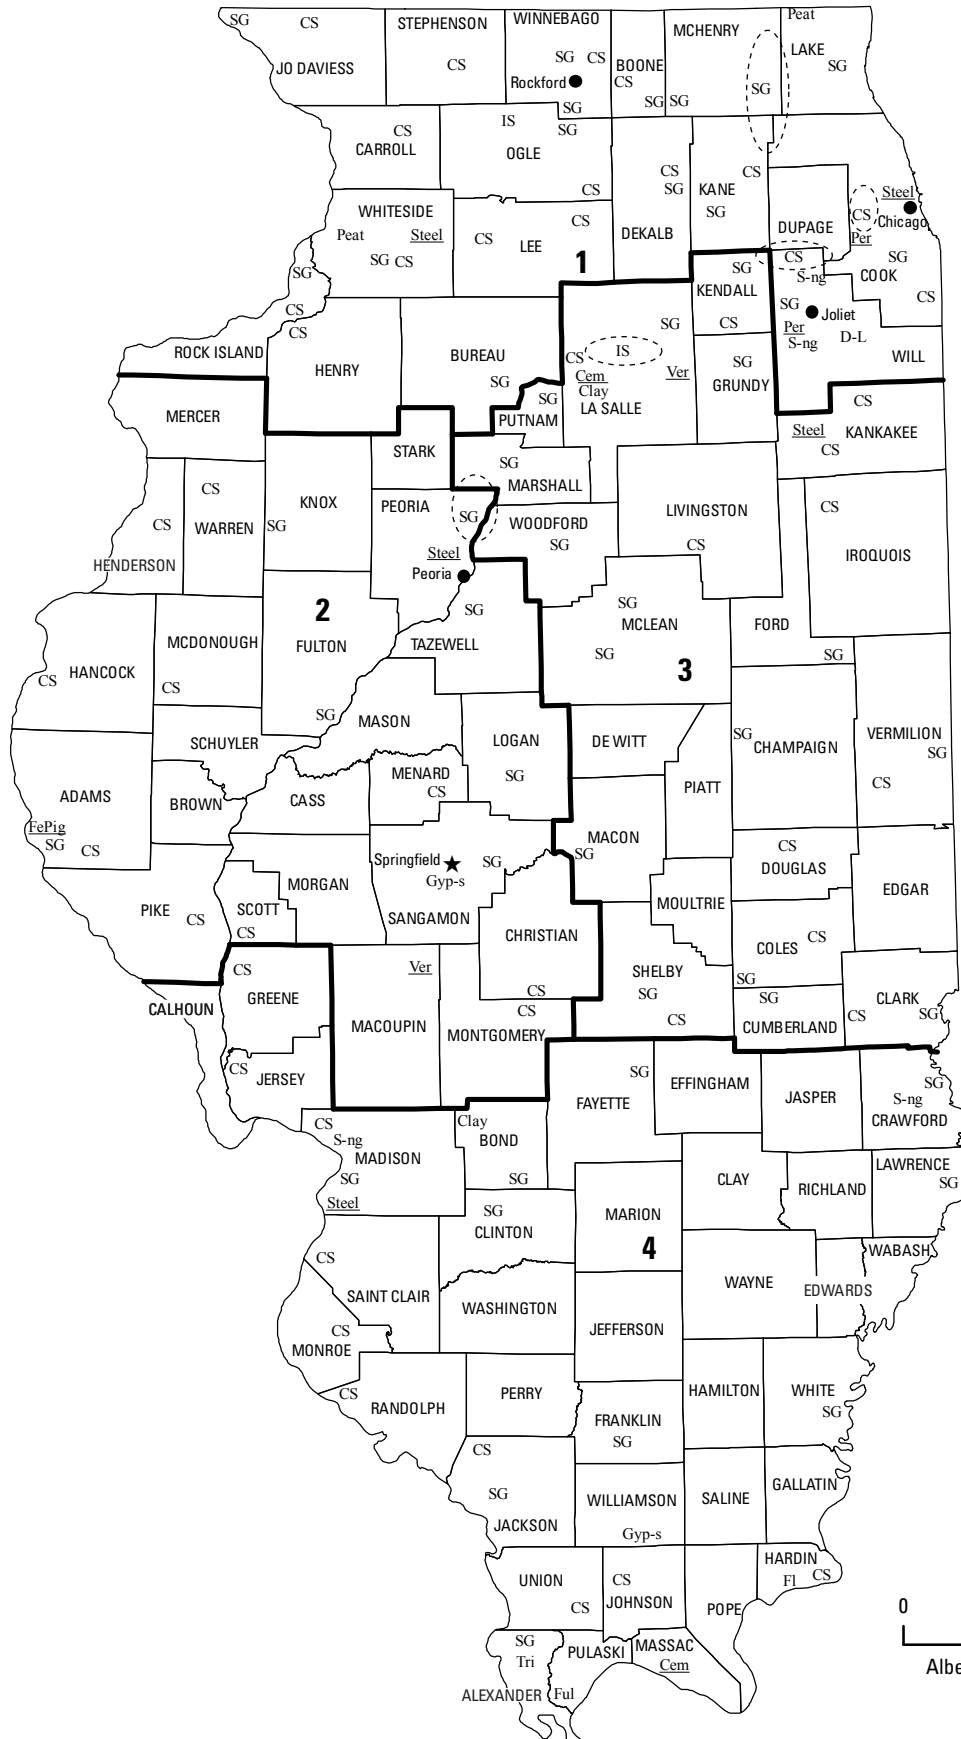 SG CS STEPHENSON WINNEBAGO MCHENRY Peat LAKE
JO DAVIESS CS SG CS BOONE SG
Rockford CS SG
SG SG SG
CS CARROLL IS SG OGLE
CS CS SG KANE CS Steel
WHITESIDE CS SG CS Chicago
Peat Steel CS LEE DEKALB DUPAGE Per
SG CS 1 SG CS SG COOK
SG KENDALL S-ng CS
CS SG Joliet
CS SG CS Per D-L
ROCK ISLAND HENRY BUREAU CS IS SG S-ng WILL
SG Cem Ver GRUNDY
Clay
MERCER SG LA SALLE CS
PUTNAM Steel KANKAKEE
STARK SG CS
MARSHALL
CS KNOX PEORIA LIVINGSTON CS
CS WARREN SG SG WOODFORD
SG CS IROQUOIS
HENDERSON Steel
Peoria
2 SG SG FORD
MCLEAN
MCDONOUGH FULTON TAZEWELL SG SG
HANCOCK 3
CS CS
SG MASON
SCHUYLER LOGAN DE WITT SG CHAMPAIGN VERMILION
SG
ADAMS BROWN CASS MENARD SG PIATT CS
CS
FePig MACON
SG CS Springfield SG SG CS
DOUGLAS
MORGAN Gyp-s EDGAR
PIKE CS SCOTT SANGAMON MOULTRIE
CS CHRISTIAN COLES CS
CS Ver SHELBY SG
GREENE CS SG SG CLARK
CALHOUN CS CS CS SG
MACOUPIN MONTGOMERY CUMBERLAND
CS JERSEY SG EFFINGHAM SG
FAYETTE JASPER S-ng
CRAWFORD
CS Clay
S-ng BOND
MADISON CLAY LAWRENCE
SG SG RICHLAND SG
Steel SG MARION
CLINTON
4 WABASH
CS WAYNE
SAINT CLAIR WASHINGTON EDWARDS
CS JEFFERSON
MONROE
CS PERRY HAMILTON WHITE
RANDOLPH FRANKLIN SG
SG
CS
SG WILLIAMSON SALINE GALLATIN
JACKSON Gyp-s
HARDIN
UNION CS Fl CS
CS JOHNSON POPE
0
SG PULASKI MASSAC
Tri Cem
Albe
ALEXANDER Ful